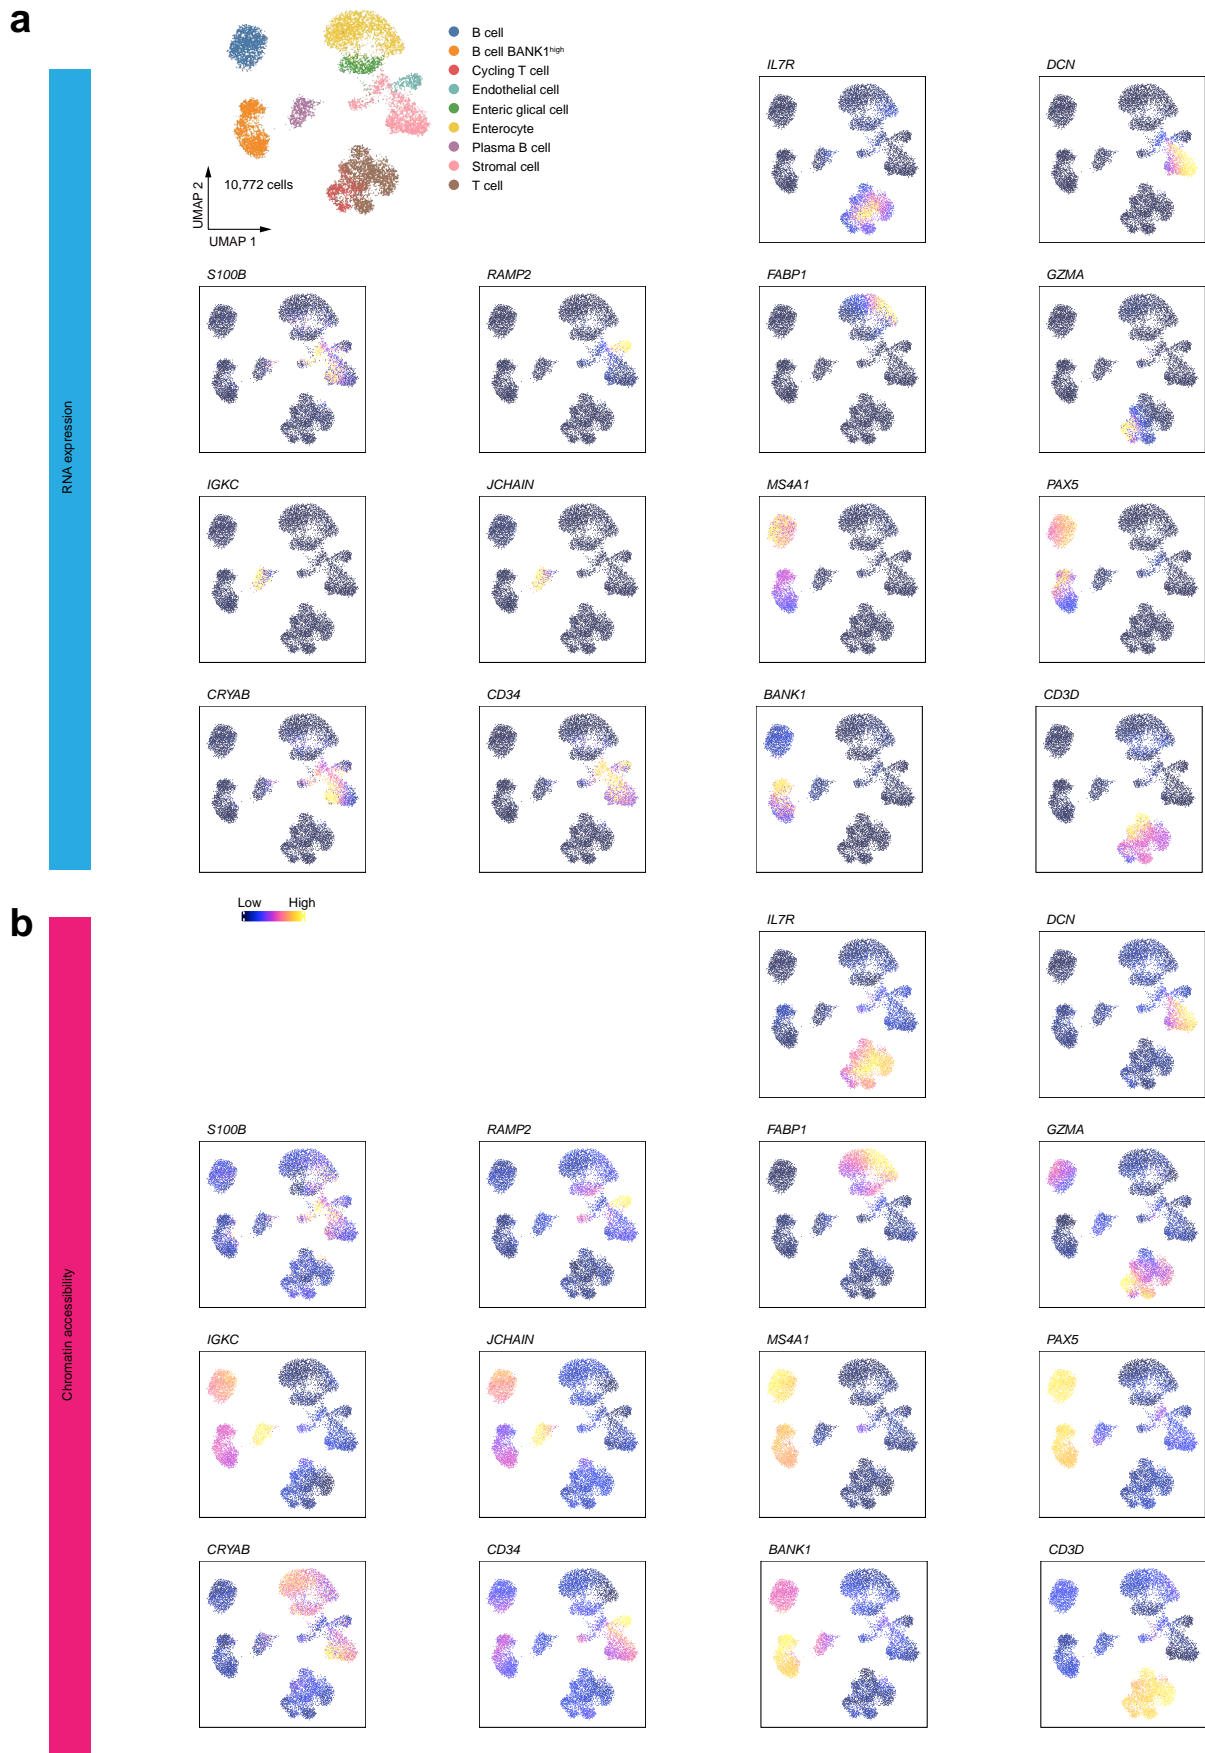 a
B cell
B cell BANK1high
Cycling T cell
Endothelial cell
Enteric glical cell
Enterocyte
Plasma B cell
Stromal cell
T cell
10,772 cells
UMAP 2
UMAP 1
RNA expression
IL7R
DCN
S100B
RAMP2
FABP1
GZMA
IGKC
JCHAIN
MS4A1
PAX5
CRYAB
CD34
BANK1
CD3D
Low High
b
Chromatin accessibility
IL7R
DCN
S100B
RAMP2
FABP1
GZMA
IGKC
JCHAIN
MS4A1
PAX5
CRYAB
CD34
BANK1
CD3D